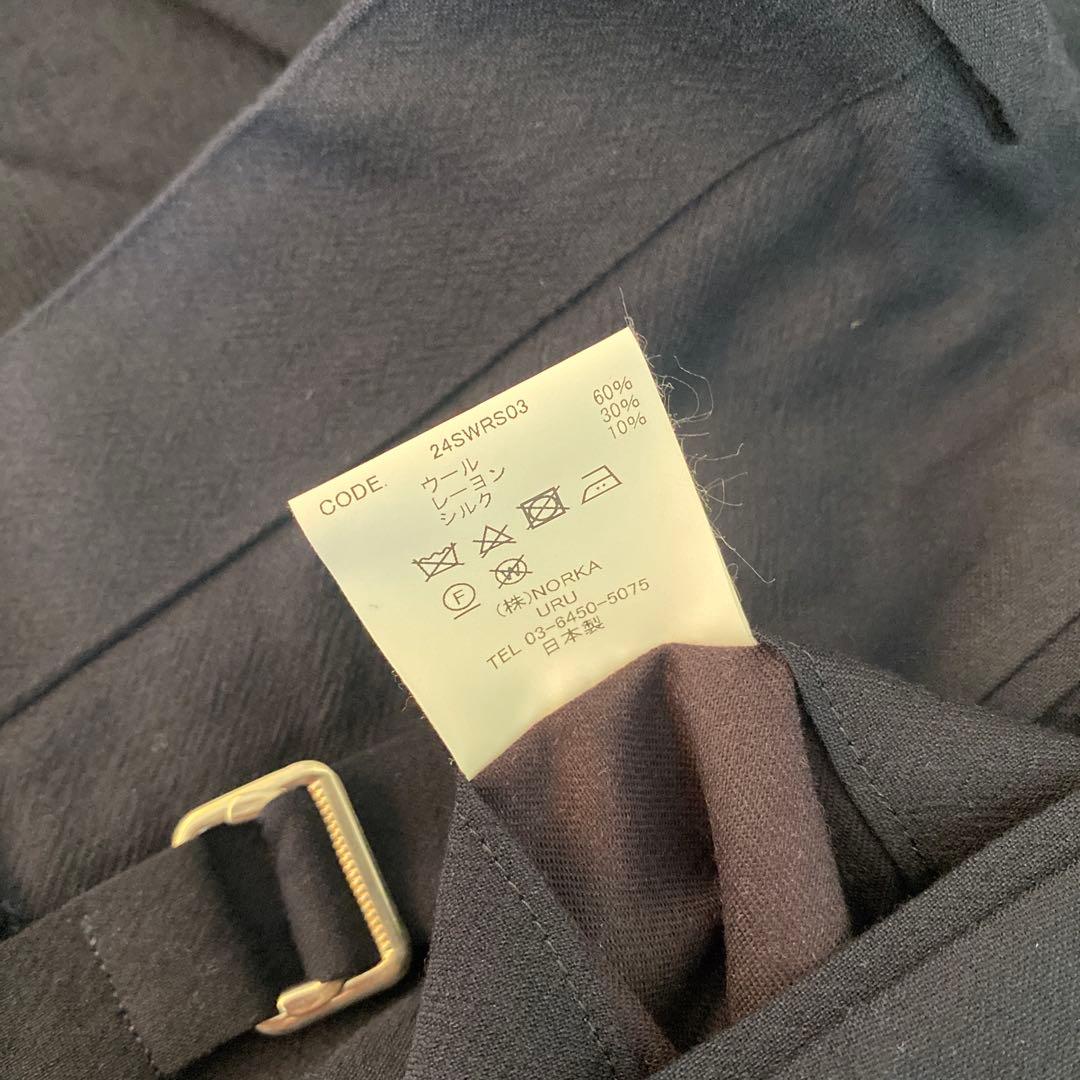 CODE. 24SWRS03
ウール 60%
レーヨン 30%
シルク 10%
F W
(株)NORKA
URU
TEL 03-6450-5075
日本製